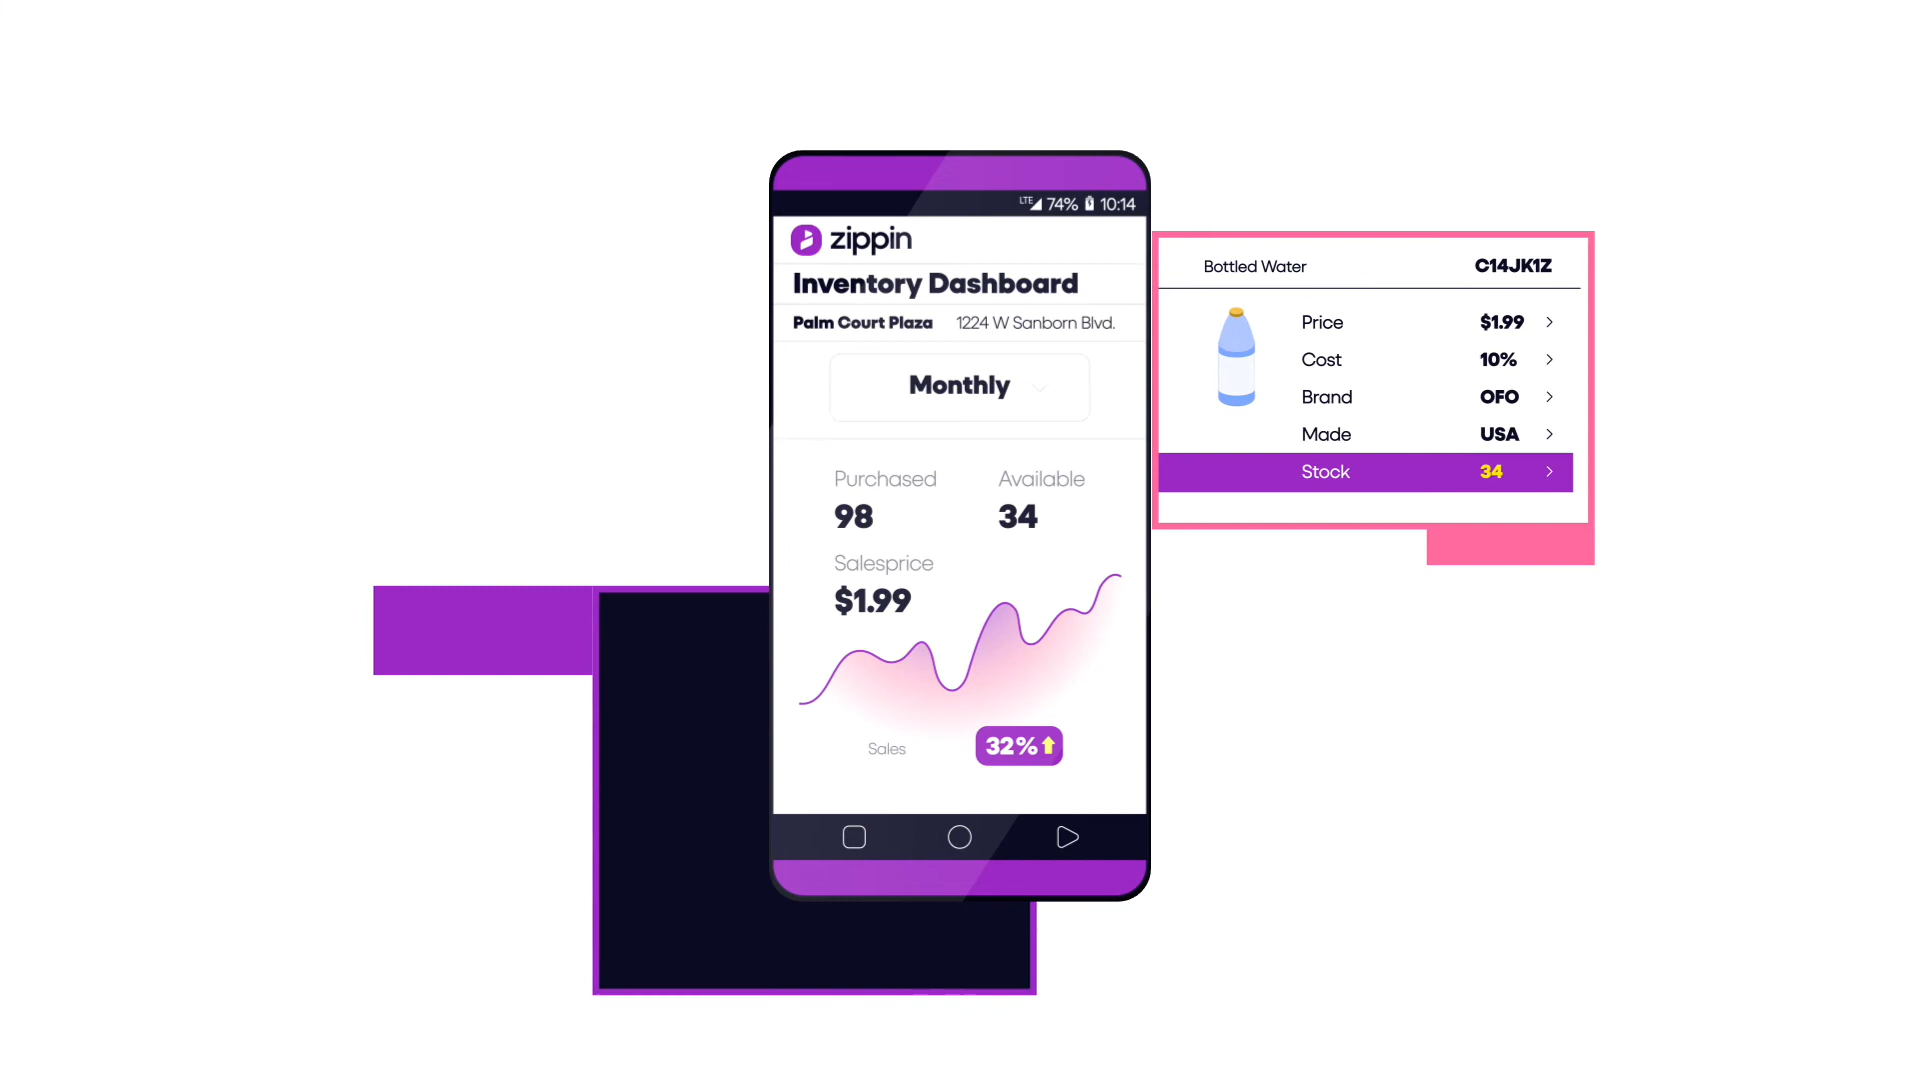 LTE 74% 10:14
zippin
Inventory Dashboard
Palm Court Plaza 1224 W Sanborn Blvd.
Monthly
Purchased Available
98 34
Salesprice
$1.99
Sales 32%
Bottled Water C14JK1Z
Price $1.99
Cost 10%
Brand OFO
Made USA
Stock 34